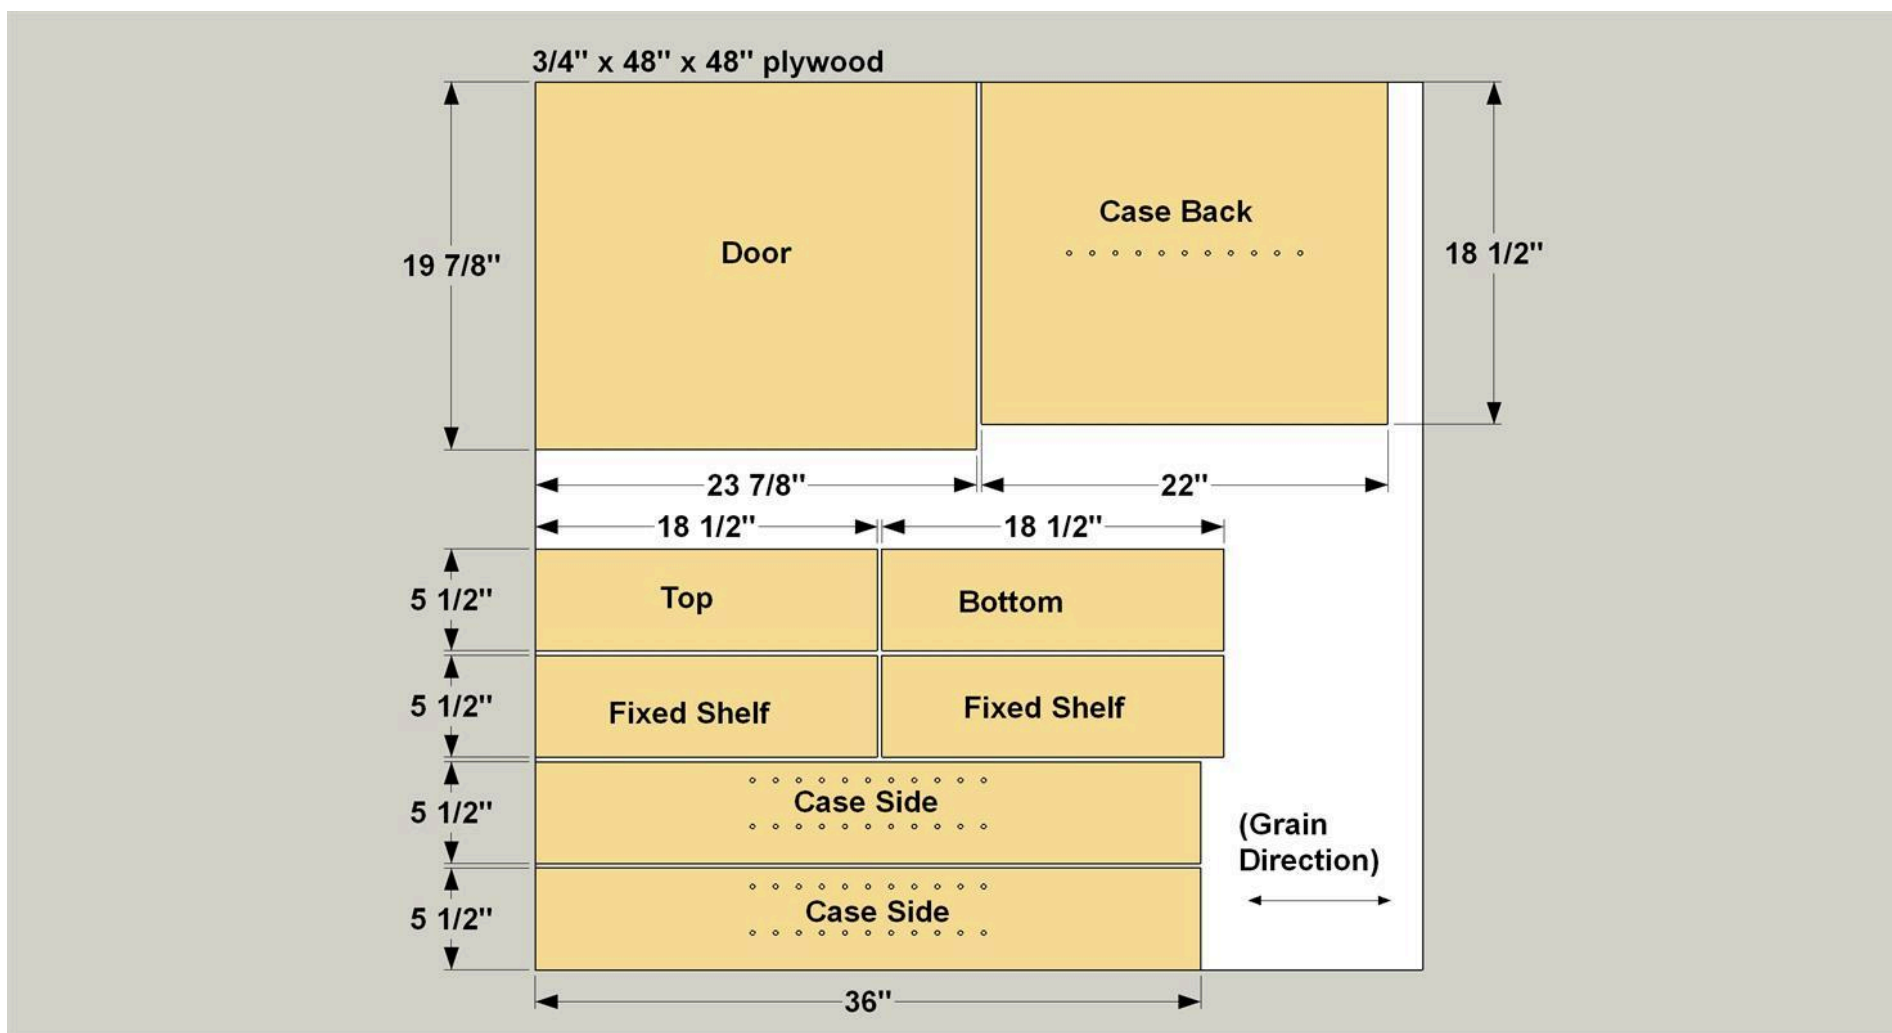 3/4" x 48" x 48" plywood
Door
Case Back
19 7/8"
18 1/2"
23 7/8"
22"
18 1/2"
18 1/2"
5 1/2"
Top
Bottom
5 1/2"
Fixed Shelf
Fixed Shelf
5 1/2"
Case Side
(Grain
Direction)
5 1/2"
Case Side
36"